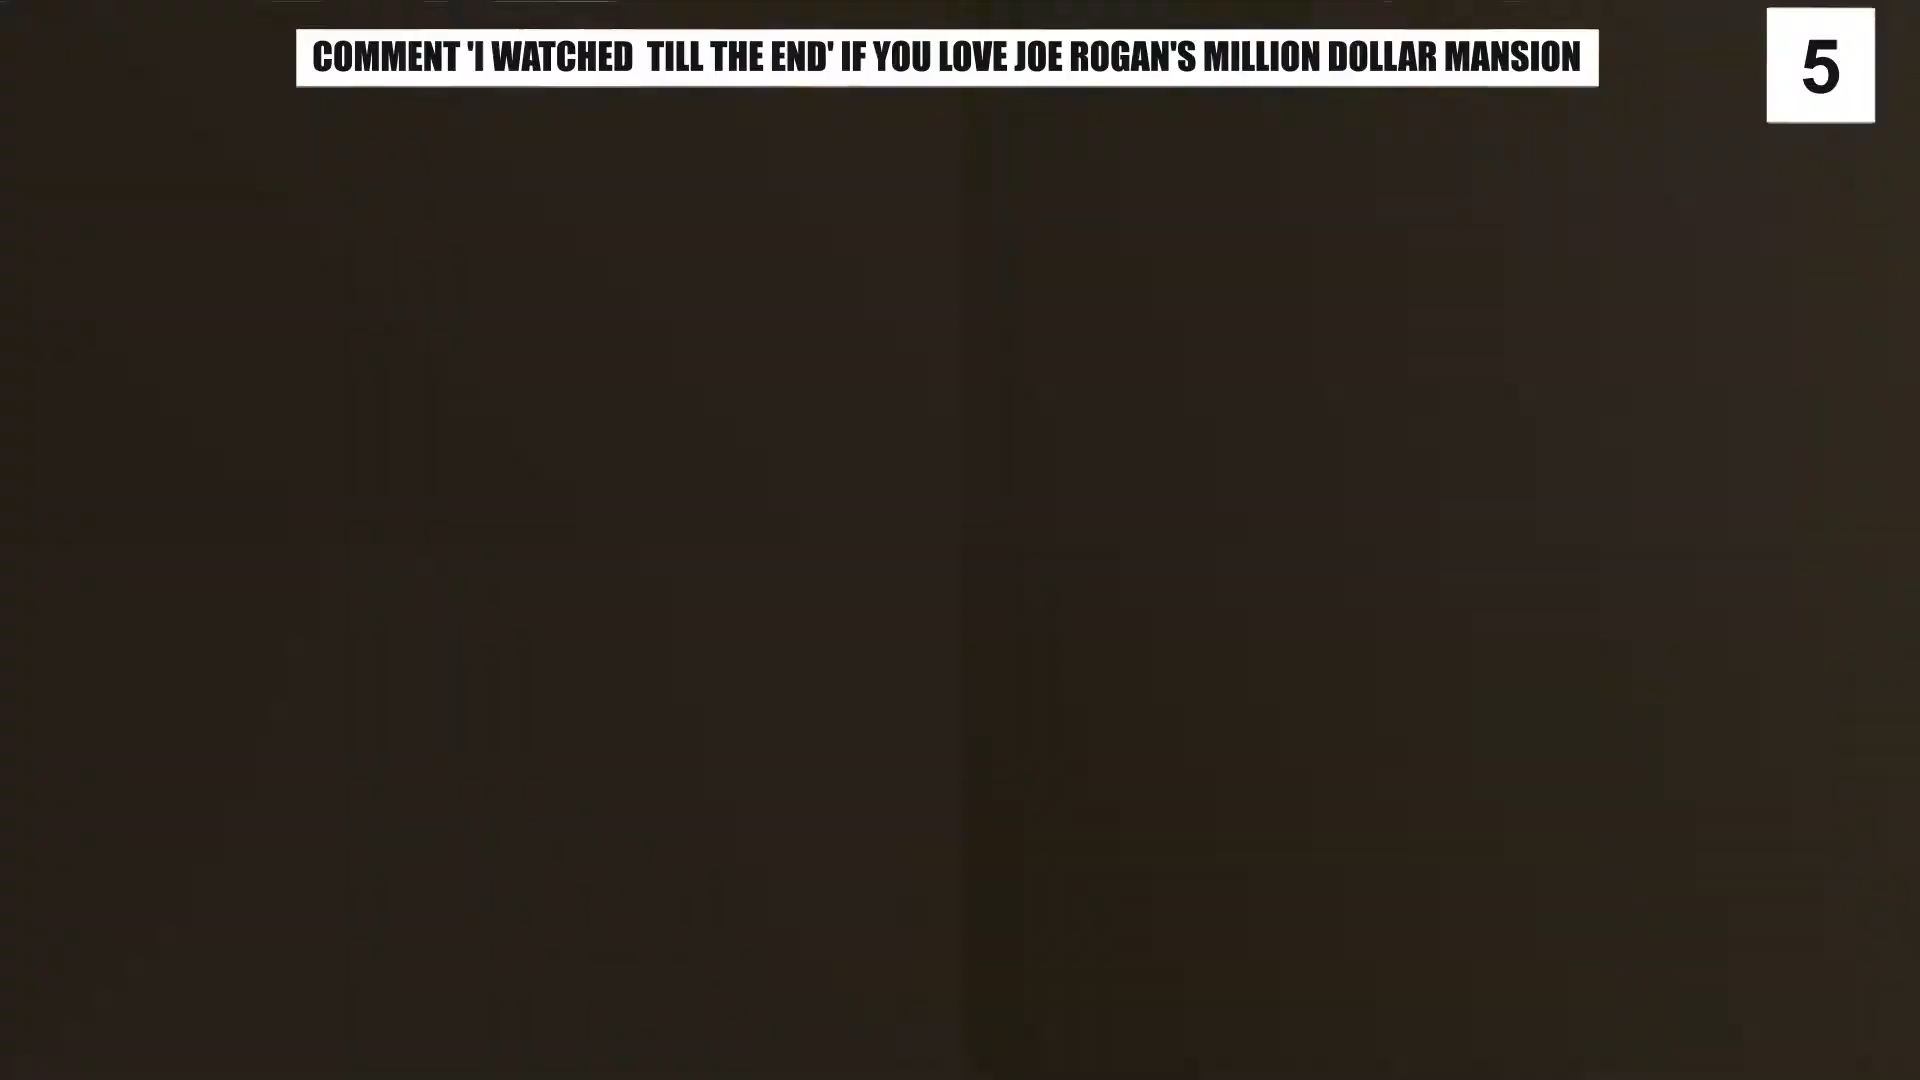 COMMENT 'I WATCHED  TILL THE END' IF YOU LOVE JOE ROGAN'S MILLION DOLLAR MANSION
5